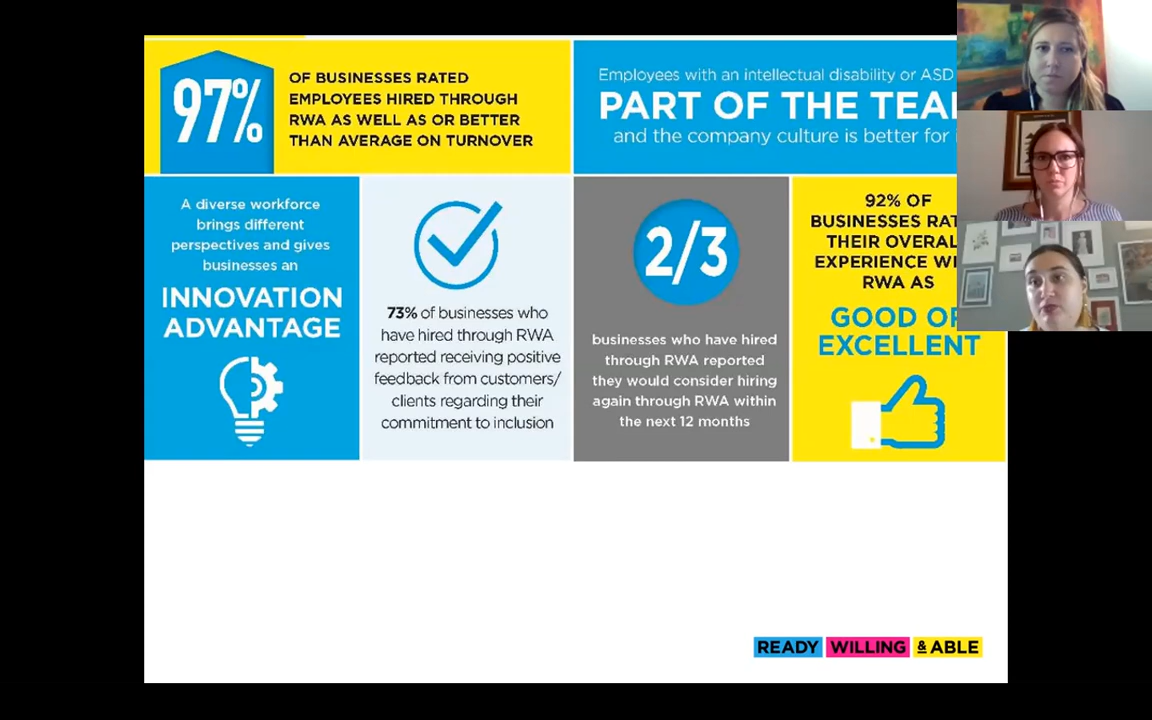 97%
OF BUSINESSES RATED
EMPLOYEES HIRED THROUGH
RWA AS WELL AS OR BETTER
THAN AVERAGE ON TURNOVER
Employees with an intellectual disability or ASD
PART OF THE
and the company culture is better for
A diverse workforce
brings different
perspectives and gives
businesses an
INNOVATION
ADVANTAGE
73% of businesses who
have hired through RWA
reported receiving positive
feedback from customers/
clients regarding their
commitment to inclusion
2/3
businesses who have hired
through RWA reported
they would consider hiring
again through RWA within
the next 12 months
92% OF
BUSINESSES
THEIR
EXPERIENCE
RWA AS
GOOD OR
EXCELLENT
READY WILLING & ABLE